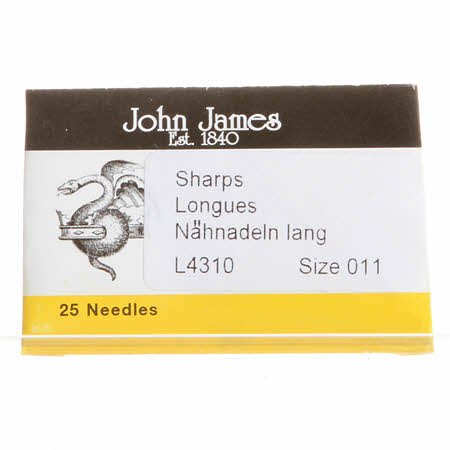 John James
Est. 1840
Sharps
Longues
Nähnadeln lang
L4310 Size 011
25 Needles